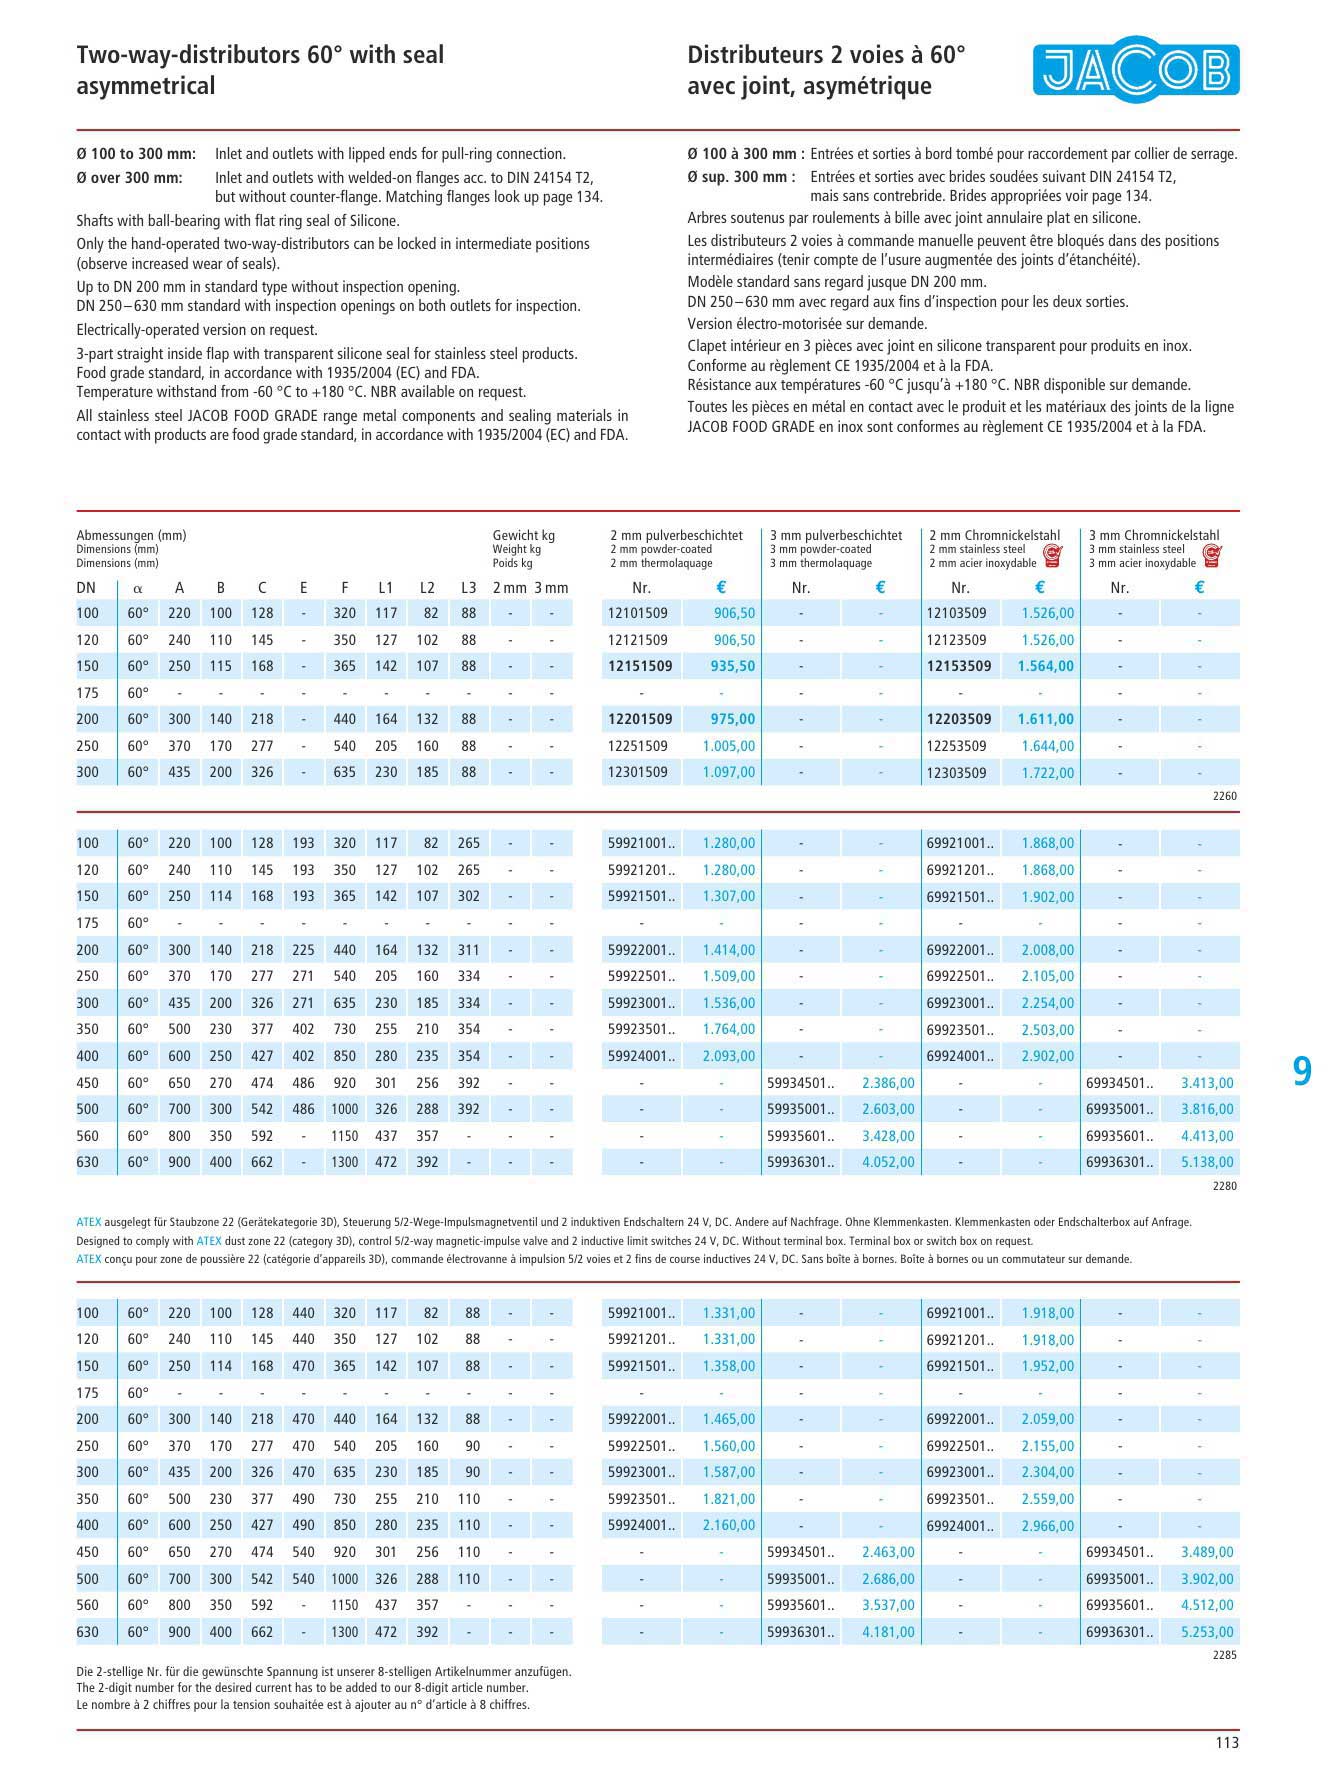 Two-way-distributors 60° with seal
asymmetrical
Distributeurs 2 voies à 60°
avec joint, asymétrique
JACOB
Ø 100 to 300 mm: Inlet and outlets with lipped ends for pull-ring connection.
Ø over 300 mm: Inlet and outlets with welded-on flanges acc. to DIN 24154 T2,
but without counter-flange. Matching flanges look up page 134.
Shafts with ball-bearing with flat ring seal of Silicone.
Only the hand-operated two-way-distributors can be locked in intermediate positions
(observe increased wear of seals).
Up to DN 200 mm in standard type without inspection opening.
DN 250–630 mm standard with inspection openings on both outlets for inspection.
Electrically-operated version on request.
3-part straight inside flap with transparent silicone seal for stainless steel products.
Food grade standard, in accordance with 1935/2004 (EC) and FDA.
Temperature withstand from -60 °C to +180 °C. NBR available on request.
All stainless steel JACOB FOOD GRADE range metal components and sealing materials in
contact with products are food grade standard, in accordance with 1935/2004 (EC) and FDA.
Ø 100 à 300 mm : Entrées et sorties à bord tombé pour raccordement par collier de serrage.
Ø sup. 300 mm : Entrées et sorties avec brides soudées suivant DIN 24154 T2,
mais sans contrebride. Brides appropriées voir page 134.
Arbres soutenus par roulements à bille avec joint annulaire plat en silicone.
Les distributeurs 2 voies à commande manuelle peuvent être bloqués dans des positions
intermédiaires (tenir compte de l’usure augmentée des joints d’étanchéité).
Modèle standard sans regard jusque DN 200 mm.
DN 250–630 mm avec regard aux fins d’inspection pour les deux sorties.
Version électro-motorisée sur demande.
Clapet intérieur en 3 pièces avec joint en silicone transparent pour produits en inox.
Conforme au règlement CE 1935/2004 et à la FDA.
Résistance aux températures -60 °C jusqu’à +180 °C. NBR disponible sur demande.
Toutes les pièces en métal en contact avec le produit et les matériaux des joints de la ligne
JACOB FOOD GRADE en inox sont conformes au règlement CE 1935/2004 et à la FDA.
Abmessungen (mm) Gewicht kg 2 mm pulverbeschichtet 3 mm pulverbeschichtet 2 mm Chromnickelstahl 3 mm Chromnickelstahl
Dimensions (mm) Weight kg 2 mm powder-coated 3 mm powder-coated 2 mm stainless steel 3 mm stainless steel
Dimensions (mm) Poids kg 2 mm thermolaquage 3 mm thermolaquage 2 mm acier inoxydable 3 mm acier inoxydable
DN α A B C E F L1 L2 L3 2 mm 3 mm Nr. € Nr. € Nr. € Nr. €
100 60° 220 100 128 - 320 117 82 88 - - 12101509 906,50 - - 12103509 1.526,00 - -
120 60° 240 110 145 - 350 127 102 88 - - 12121509 906,50 - - 12123509 1.526,00 - -
150 60° 250 115 168 - 365 142 107 88 - - 12151509 935,50 - - 12153509 1.564,00 - -
175 60° - - - - - - - - - - - - - - - - - -
200 60° 300 140 218 - 440 164 132 88 - - 12201509 975,00 - - 12203509 1.611,00 - -
250 60° 370 170 277 - 540 205 160 88 - - 12251509 1.005,00 - - 12253509 1.644,00 - -
300 60° 435 200 326 - 635 230 185 88 - - 12301509 1.097,00 - - 12303509 1.722,00 - -
2260
100 60° 220 100 128 193 320 117 82 265 - - 59921001.. 1.280,00 - - 69921001.. 1.868,00 - -
120 60° 240 110 145 193 350 127 102 265 - - 59921201.. 1.280,00 - - 69921201.. 1.868,00 - -
150 60° 250 114 168 193 365 142 107 302 - - 59921501.. 1.307,00 - - 69921501.. 1.902,00 - -
175 60° - - - - - - - - - - - - - - - - - -
200 60° 300 140 218 225 440 164 132 311 - - 59922001.. 1.414,00 - - 69922001.. 2.008,00 - -
250 60° 370 170 277 271 540 205 160 334 - - 59922501.. 1.509,00 - - 69922501.. 2.105,00 - -
300 60° 435 200 326 271 635 230 185 334 - - 59923001.. 1.536,00 - - 69923001.. 2.254,00 - -
350 60° 500 230 377 402 730 255 210 354 - - 59923501.. 1.764,00 - - 69923501.. 2.503,00 - -
400 60° 600 250 427 402 850 280 235 354 - - 59924001.. 2.093,00 - - 69924001.. 2.902,00 - -
450 60° 650 270 474 486 920 301 256 392 - - - - 59934501.. 2.386,00 - - 69934501.. 3.413,00
500 60° 700 300 542 486 1000 326 288 392 - - - - 59935001.. 2.603,00 - - 69935001.. 3.816,00
560 60° 800 350 592 - 1150 437 357 - - - - - 59935601.. 3.428,00 - - 69935601.. 4.413,00
630 60° 900 400 662 - 1300 472 392 - - - - - 59936301.. 4.052,00 - - 69936301.. 5.138,00
2280
9
ATEX ausgelegt für Staubzone 22 (Gerätekategorie 3D), Steuerung 5/2-Wege-Impulsmagnetventil und 2 induktiven Endschaltern 24 V, DC. Andere auf Nachfrage. Ohne Klemmenkasten. Klemmenkasten oder Endschalterbox auf Anfrage.
Designed to comply with ATEX dust zone 22 (category 3D), control 5/2-way magnetic-impulse valve and 2 inductive limit switches 24 V, DC. Without terminal box. Terminal box or switch box on request.
ATEX conçu pour zone de poussière 22 (catégorie d’appareils 3D), commande électrovanne à impulsion 5/2 voies et 2 fins de course inductives 24 V, DC. Sans boîte à bornes. Boîte à bornes ou un commutateur sur demande.
100 60° 220 100 128 440 320 117 82 88 - - 59921001.. 1.331,00 - - 69921001.. 1.918,00 - -
120 60° 240 110 145 440 350 127 102 88 - - 59921201.. 1.331,00 - - 69921201.. 1.918,00 - -
150 60° 250 114 168 470 365 142 107 88 - - 59921501.. 1.358,00 - - 69921501.. 1.952,00 - -
175 60° - - - - - - - - - - - - - - - - - -
200 60° 300 140 218 470 440 164 132 88 - - 59922001.. 1.465,00 - - 69922001.. 2.059,00 - -
250 60° 370 170 277 470 540 205 160 90 - - 59922501.. 1.560,00 - - 69922501.. 2.155,00 - -
300 60° 435 200 326 470 635 230 185 90 - - 59923001.. 1.587,00 - - 69923001.. 2.304,00 - -
350 60° 500 230 377 490 730 255 210 110 - - 59923501.. 1.821,00 - - 69923501.. 2.559,00 - -
400 60° 600 250 427 490 850 280 235 110 - - 59924001.. 2.160,00 - - 69924001.. 2.966,00 - -
450 60° 650 270 474 540 920 301 256 110 - - - - 59934501.. 2.463,00 - - 69934501.. 3.489,00
500 60° 700 300 542 540 1000 326 288 110 - - - - 59935001.. 2.686,00 - - 69935001.. 3.902,00
560 60° 800 350 592 - 1150 437 357 - - - - - 59935601.. 3.537,00 - - 69935601.. 4.512,00
630 60° 900 400 662 - 1300 472 392 - - - - - 59936301.. 4.181,00 - - 69936301.. 5.253,00
2285
Die 2-stellige Nr. für die gewünschte Spannung ist unserer 8-stelligen Artikelnummer anzufügen.
The 2-digit number for the desired current has to be added to our 8-digit article number.
Le nombre à 2 chiffres pour la tension souhaitée est à ajouter au n° d’article à 8 chiffres.
113